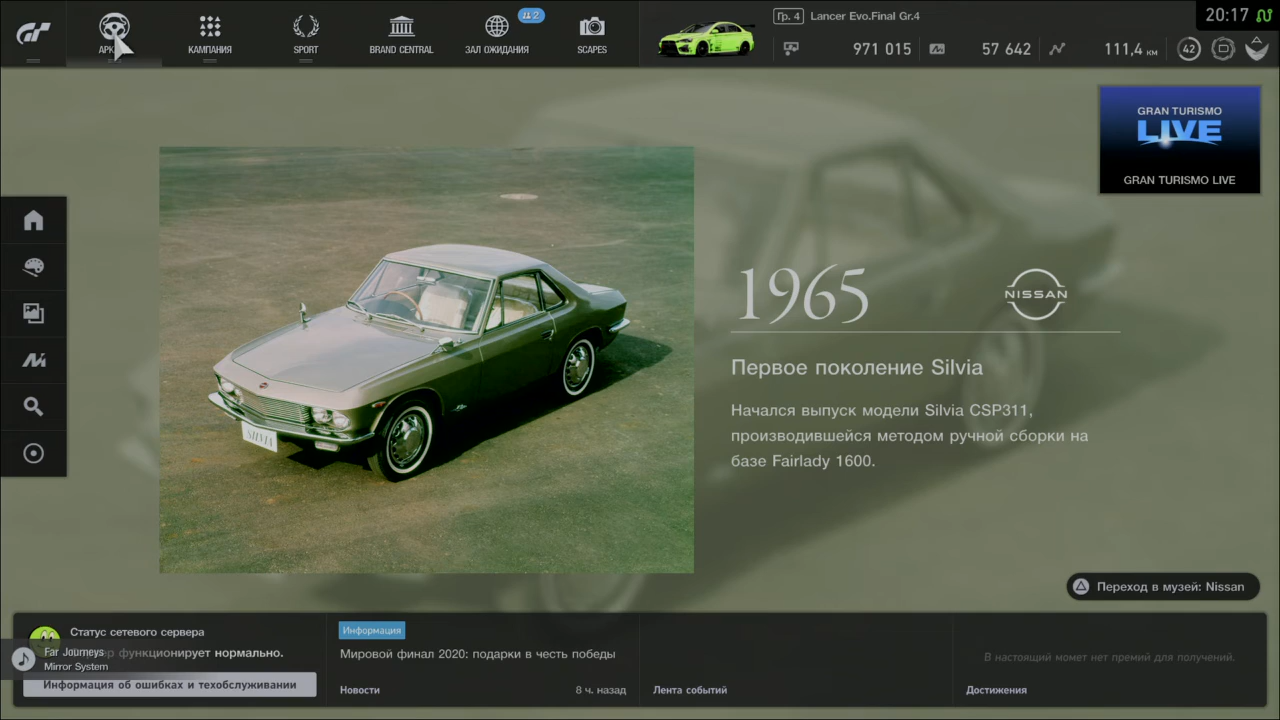 КАМПАНИЯ
SPORT
BRAND CENTRAL
2
ЗАЛ ОЖИДАНИЯ
SCAPES
Гр. 4 Lancer Evo.Final Gr.4
20:17
971 015
57 642
111,4 км
42
GRAN TURISMO
LIVE
GRAN TURISMO LIVE
1965
NISSAN
Первое поколение Silvia
Начался выпуск модели Silvia CSP311,
производившейся методом ручной сборки на
базе Fairlady 1600.
SILVIA
Переход в музей: Nissan
Статус сетевого сервера
функционирует нормально.
Far Journeys
Mirror System
Информация об ошибках и техобслуживании
Информация
Мировой финал 2020: подарки в честь победы
Новости
8 ч. назад
Лента событий
В настоящий момет нет премий для получения.
Достижения